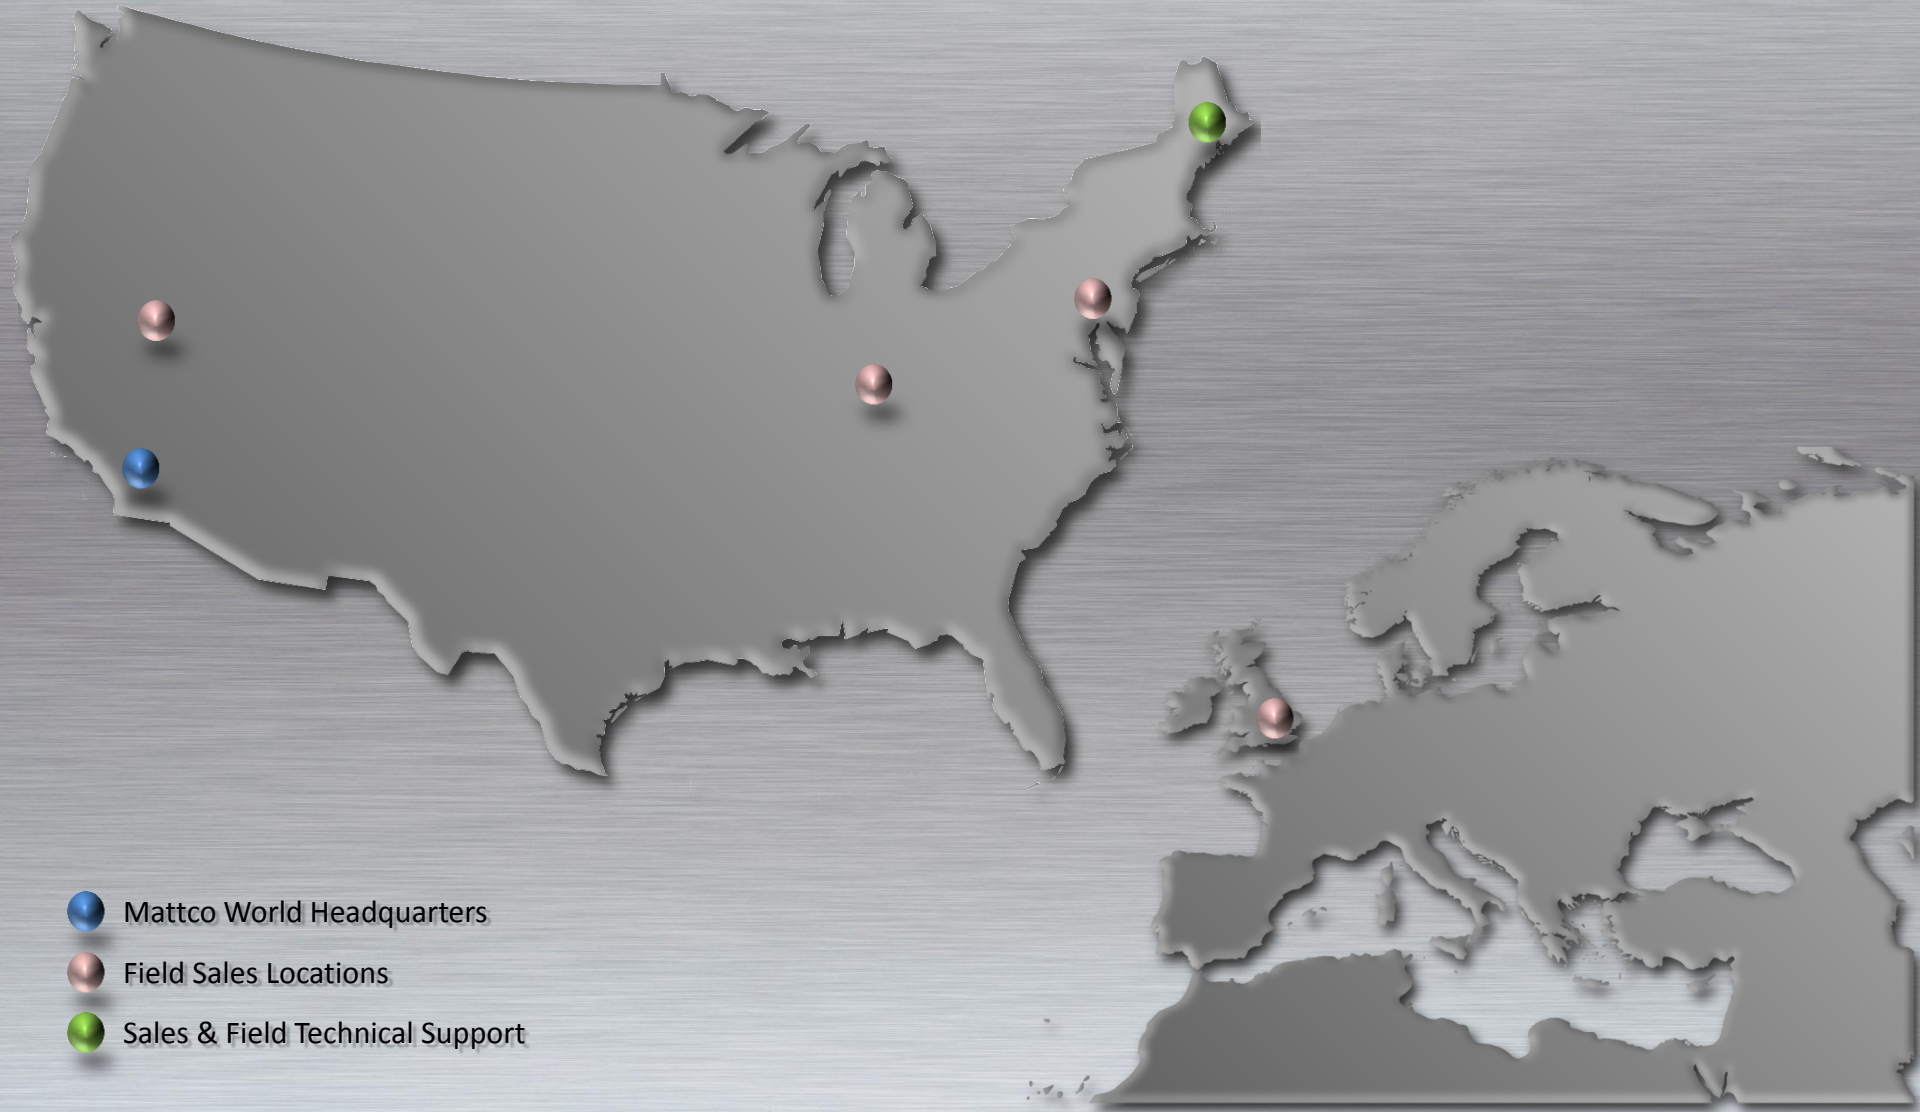 Mattco World Headquarters
Field Sales Locations
Sales & Field Technical Support